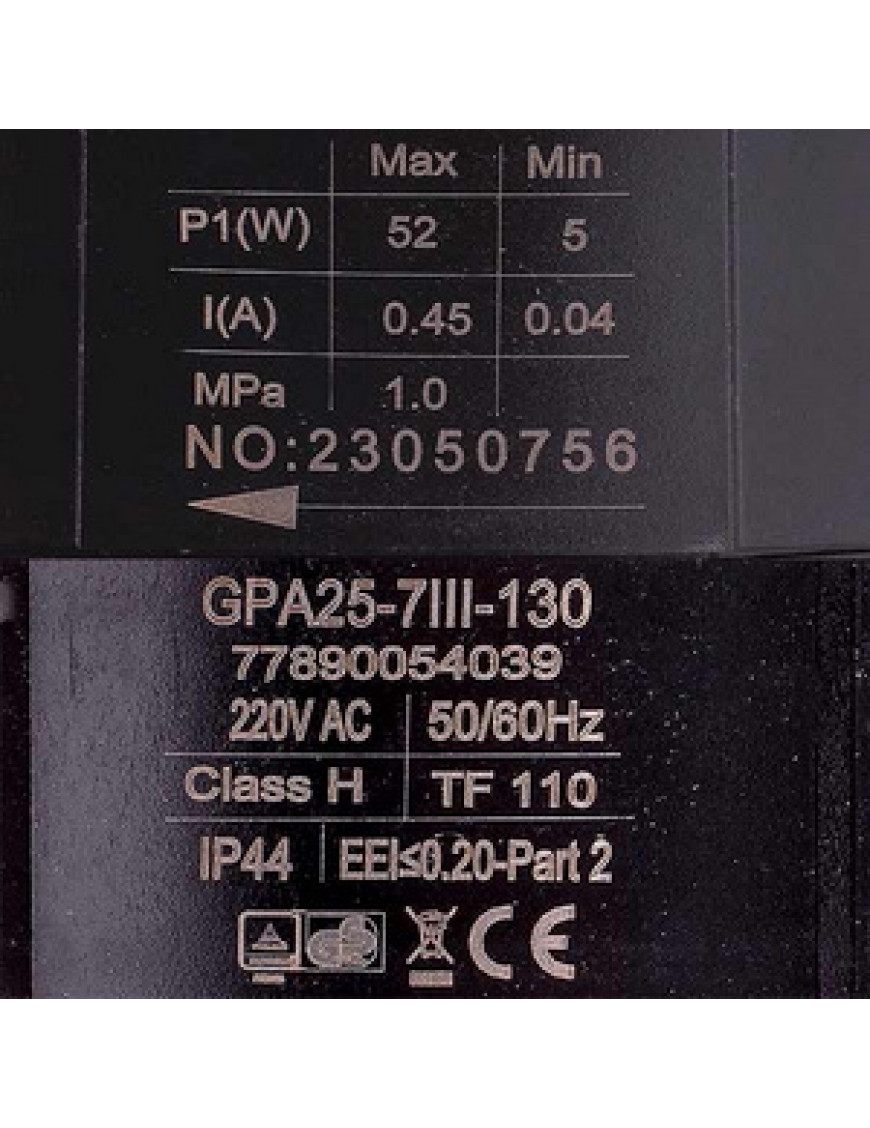 Max Min
P1(W) 52 5
I(A) 0.45 0.04
MPa 1.0
NO:23050756
GPA25-7III-130
77890054039
220V AC 50/60Hz
Class H TF 110
IP44 EEI≤0.20-Part 2
CE